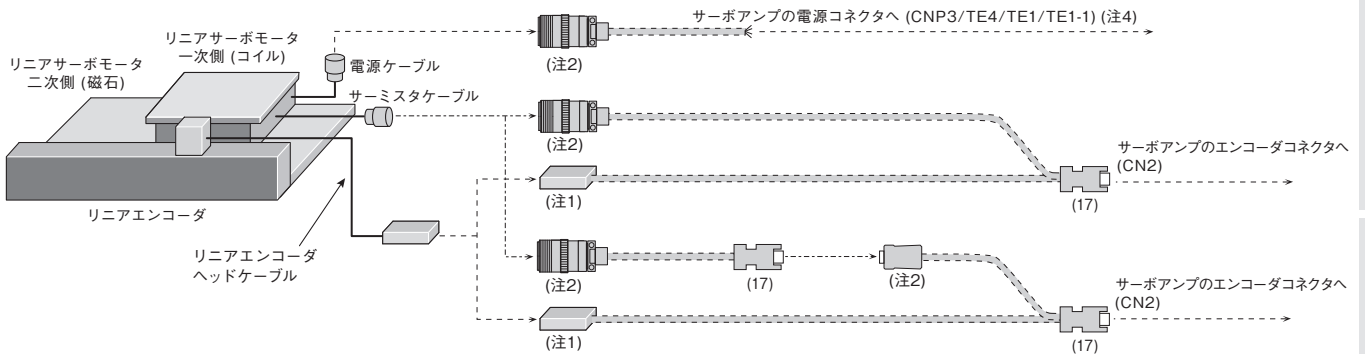 サーボアンプの電源コネクタへ (CNP3/TE4/TE1/TE1-1) (注4)
リニアサーボモータ
一次側 (コイル)
リニアサーボモータ
二次側 (磁石)
電源ケーブル
(注2)
サーミスタケーブル
(注2)
サーボアンプのエンコーダコネクタへ
(CN2)
(注1)
(17)
リニアエンコーダ
リニアエンコーダ
ヘッドケーブル
(注2)
(17)
(注2)
サーボアンプのエンコーダコネクタへ
(CN2)
(注1)
(17)